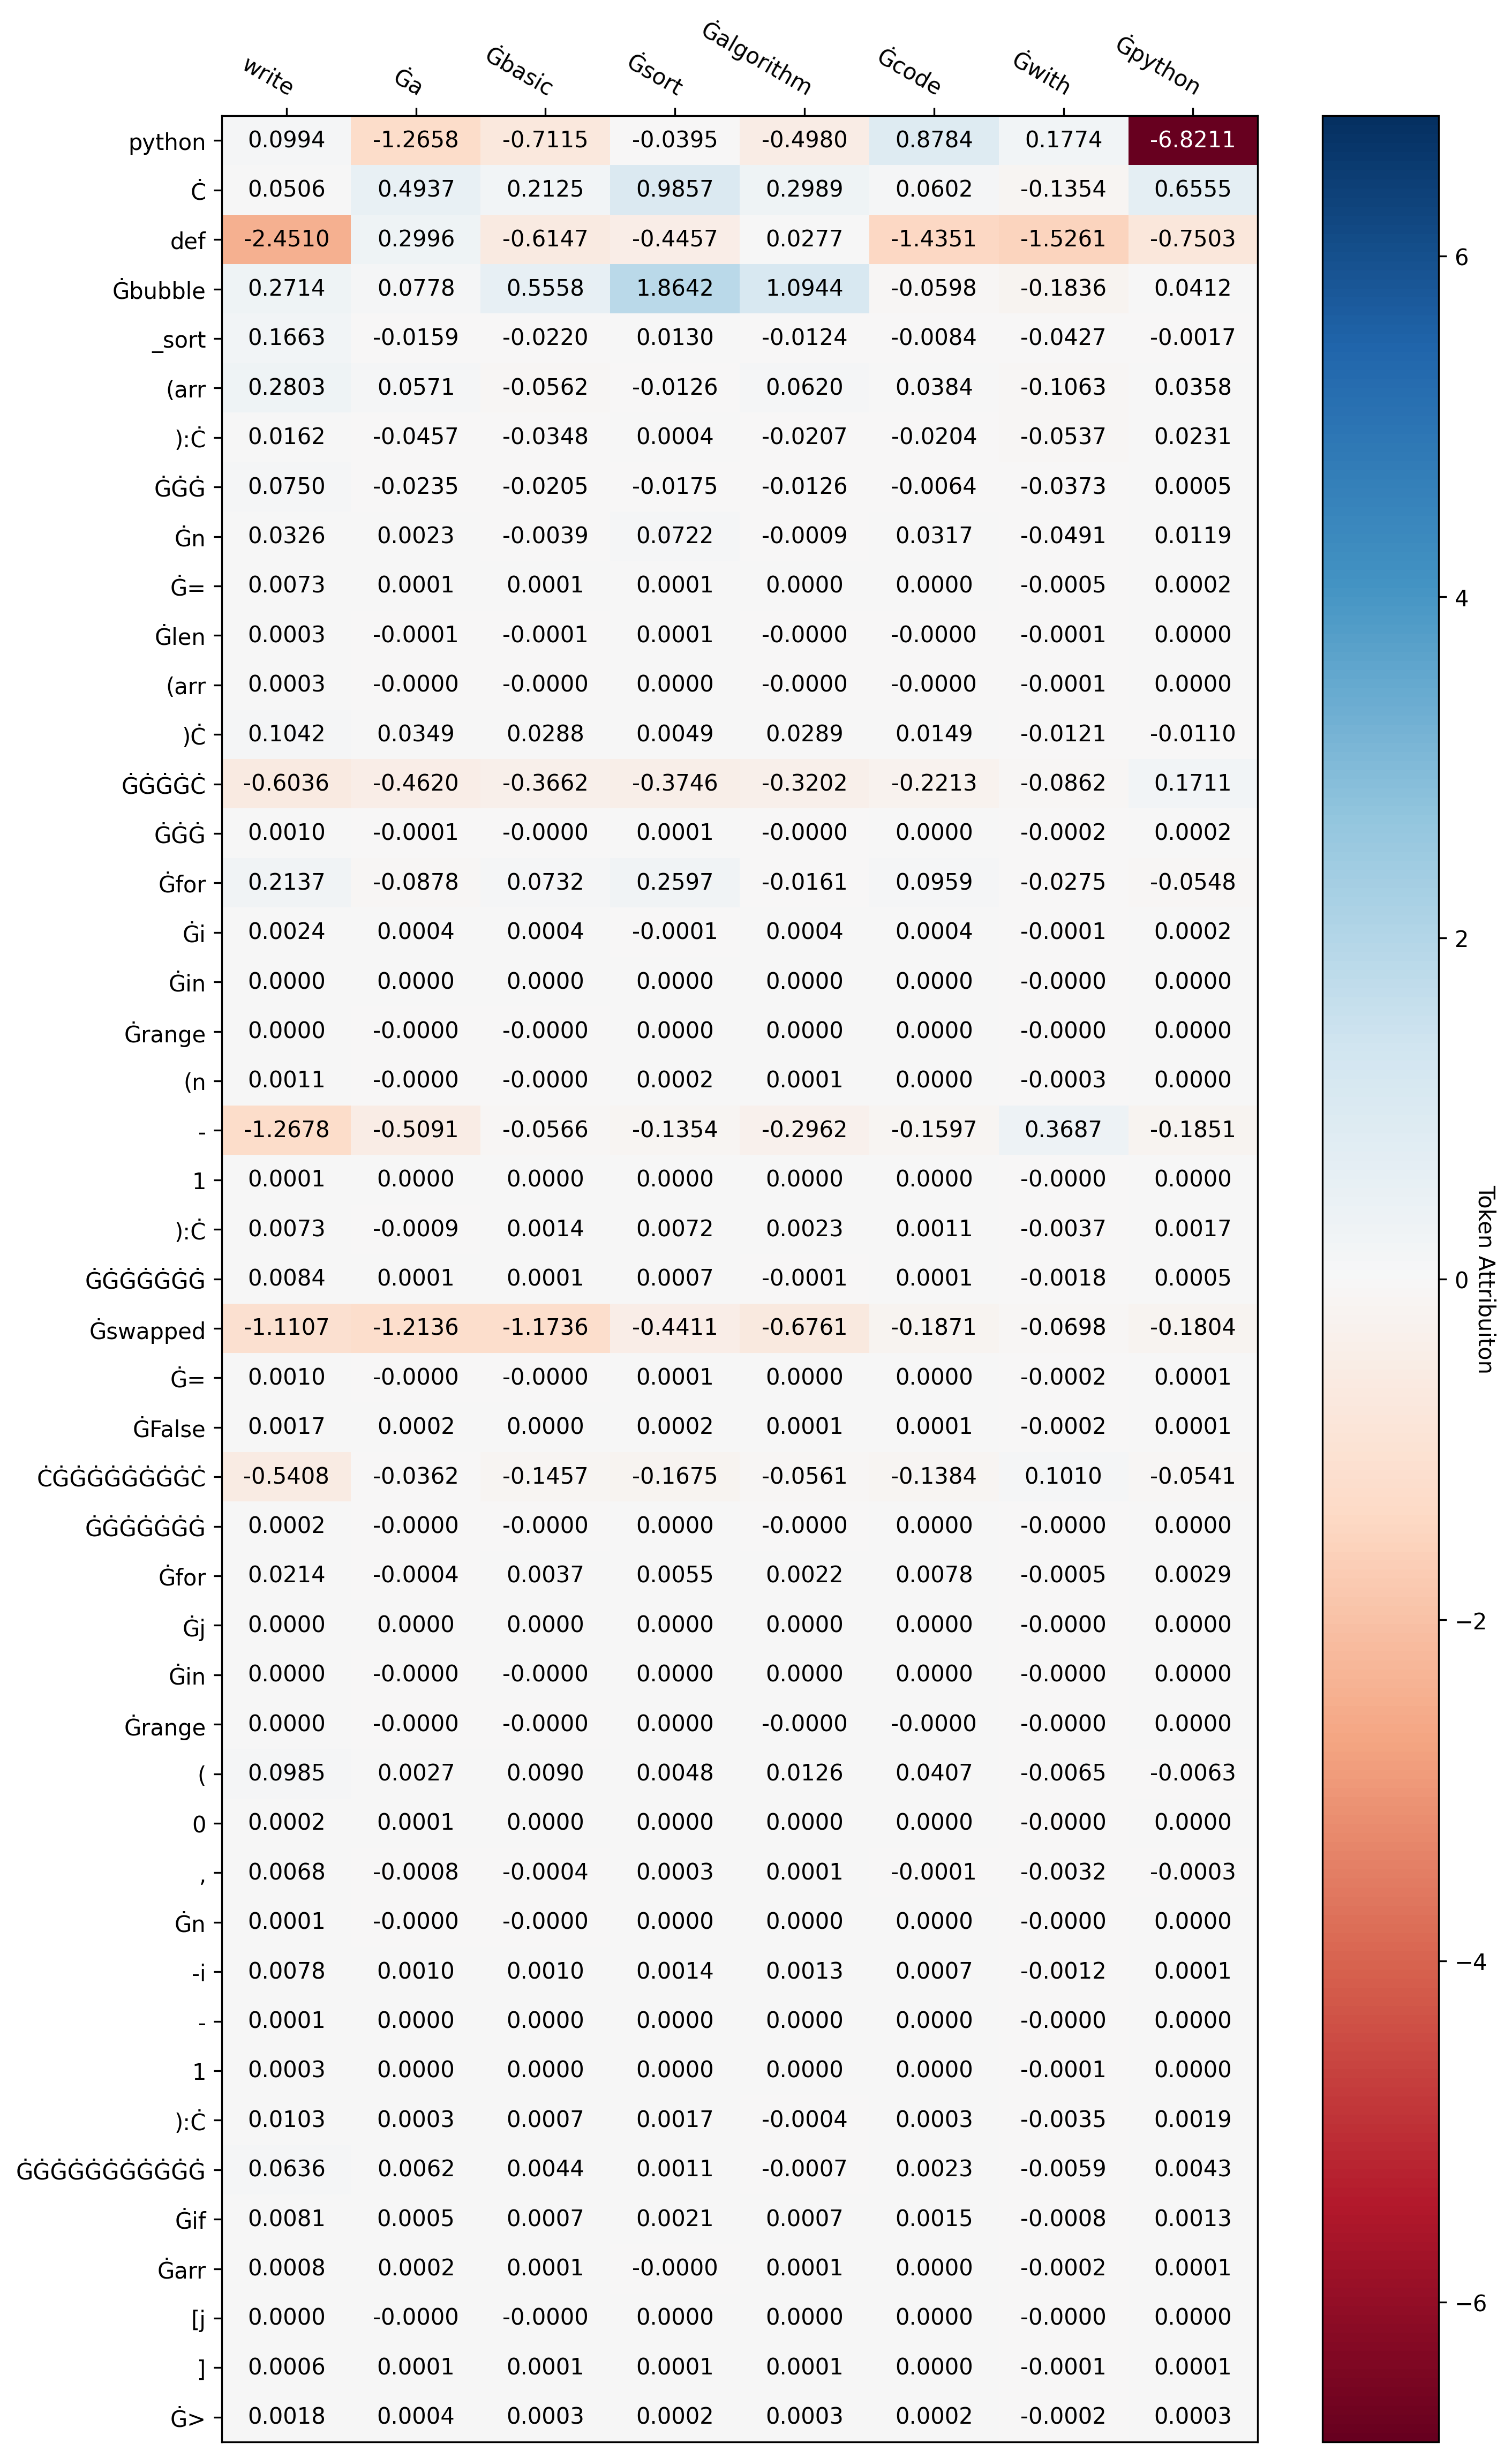 write Ġa Ġbasic Ġsort Ġalgorithm Ġcode Ġwith Ġpython
python 0.0994 -1.2658 -0.7115 -0.0395 -0.4980 0.8784 0.1774 -6.8211
Ċ 0.0506 0.4937 0.2125 0.9857 0.2989 0.0602 -0.1354 0.6555
def -2.4510 0.2996 -0.6147 -0.4457 0.0277 -1.4351 -1.5261 -0.7503
Ġbubble 0.2714 0.0778 0.5558 1.8642 1.0944 -0.0598 -0.1836 0.0412
_sort 0.1663 -0.0159 -0.0220 0.0130 -0.0124 -0.0084 -0.0427 -0.0017
(arr 0.2803 0.0571 -0.0562 -0.0126 0.0620 0.0384 -0.1063 0.0358
):Ċ 0.0162 -0.0457 -0.0348 0.0004 -0.0207 -0.0204 -0.0537 0.0231
ĠĠĠ 0.0750 -0.0235 -0.0205 -0.0175 -0.0126 -0.0064 -0.0373 0.0005
Ġn 0.0326 0.0023 -0.0039 0.0722 -0.0009 0.0317 -0.0491 0.0119
Ġ= 0.0073 0.0001 0.0001 0.0001 0.0000 0.0000 -0.0005 0.0002
Ġlen 0.0003 -0.0001 -0.0001 0.0001 -0.0000 -0.0000 -0.0001 0.0000
(arr 0.0003 -0.0000 -0.0000 0.0000 -0.0000 -0.0000 -0.0001 0.0000
)Ċ 0.1042 0.0349 0.0288 0.0049 0.0289 0.0149 -0.0121 -0.0110
ĠĠĠĠĊ -0.6036 -0.4620 -0.3662 -0.3746 -0.3202 -0.2213 -0.0862 0.1711
ĠĠĠ 0.0010 -0.0001 -0.0000 0.0001 -0.0000 0.0000 -0.0002 0.0002
Ġfor 0.2137 -0.0878 0.0732 0.2597 -0.0161 0.0959 -0.0275 -0.0548
Ġi 0.0024 0.0004 0.0004 -0.0001 0.0004 0.0004 -0.0001 0.0002
Ġin 0.0000 0.0000 0.0000 0.0000 0.0000 0.0000 -0.0000 0.0000
Ġrange 0.0000 -0.0000 -0.0000 0.0000 0.0000 0.0000 -0.0000 0.0000
(n 0.0011 -0.0000 -0.0000 0.0002 0.0001 0.0000 -0.0003 0.0000
- -1.2678 -0.5091 -0.0566 -0.1354 -0.2962 -0.1597 0.3687 -0.1851
1 0.0001 0.0000 0.0000 0.0000 0.0000 0.0000 -0.0000 0.0000
):Ċ 0.0073 -0.0009 0.0014 0.0072 0.0023 0.0011 -0.0037 0.0017
ĠĠĠĠĠĠĠ 0.0084 0.0001 0.0001 0.0007 -0.0001 0.0001 -0.0018 0.0005
Ġswapped -1.1107 -1.2136 -1.1736 -0.4411 -0.6761 -0.1871 -0.0698 -0.1804
Ġ= 0.0010 -0.0000 -0.0000 0.0001 0.0000 0.0000 -0.0002 0.0001
ĠFalse 0.0017 0.0002 0.0000 0.0002 0.0001 0.0001 -0.0002 0.0001
ĊĠĠĠĠĠĠĠĠĊ -0.5408 -0.0362 -0.1457 -0.1675 -0.0561 -0.1384 0.1010 -0.0541
ĠĠĠĠĠĠĠ 0.0002 -0.0000 -0.0000 0.0000 -0.0000 0.0000 -0.0000 0.0000
Ġfor 0.0214 -0.0004 0.0037 0.0055 0.0022 0.0078 -0.0005 0.0029
Ġj 0.0000 0.0000 0.0000 0.0000 0.0000 0.0000 -0.0000 0.0000
Ġin 0.0000 -0.0000 -0.0000 0.0000 0.0000 0.0000 -0.0000 0.0000
Ġrange 0.0000 -0.0000 -0.0000 0.0000 -0.0000 -0.0000 -0.0000 0.0000
( 0.0985 0.0027 0.0090 0.0048 0.0126 0.0407 -0.0065 -0.0063
0 0.0002 0.0001 0.0000 0.0000 0.0000 0.0000 -0.0000 0.0000
, 0.0068 -0.0008 -0.0004 0.0003 0.0001 -0.0001 -0.0032 -0.0003
Ġn 0.0001 -0.0000 -0.0000 0.0000 0.0000 0.0000 -0.0000 0.0000
-i 0.0078 0.0010 0.0010 0.0014 0.0013 0.0007 -0.0012 0.0001
- 0.0001 0.0000 0.0000 0.0000 0.0000 0.0000 -0.0000 0.0000
1 0.0003 0.0000 0.0000 0.0000 0.0000 0.0000 -0.0001 0.0000
):Ċ 0.0103 0.0003 0.0007 0.0017 -0.0004 0.0003 -0.0035 0.0019
ĠĠĠĠĠĠĠĠĠĠĠ 0.0636 0.0062 0.0044 0.0011 -0.0007 0.0023 -0.0059 0.0043
Ġif 0.0081 0.0005 0.0007 0.0021 0.0007 0.0015 -0.0008 0.0013
Ġarr 0.0008 0.0002 0.0001 -0.0000 0.0001 0.0000 -0.0002 0.0001
[j 0.0000 -0.0000 -0.0000 0.0000 0.0000 0.0000 -0.0000 0.0000
] 0.0006 0.0001 0.0001 0.0001 0.0001 0.0000 -0.0001 0.0001
Ġ> 0.0018 0.0004 0.0003 0.0002 0.0003 0.0002 -0.0002 0.0003
6
4
2
0
−2
−4
−6
Token Attribuiton